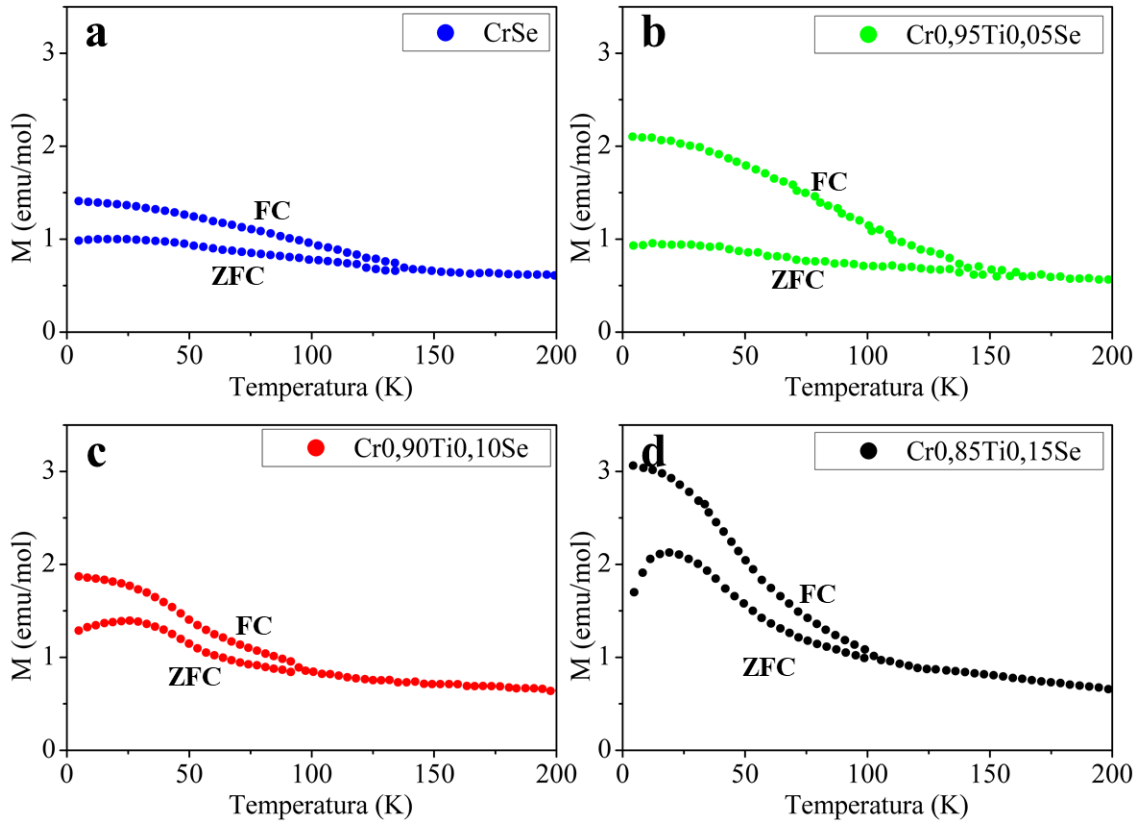 a
CrSe
M (emu/mol)
3
2
1
0
FC
ZFC
0 50 100 150 200
Temperatura (K)
b
Cr0,95Ti0,05Se
M (emu/mol)
3
2
1
0
FC
ZFC
0 50 100 150 200
Temperatura (K)
c
Cr0,90Ti0,10Se
M (emu/mol)
3
2
1
0
FC
ZFC
0 50 100 150 200
Temperatura (K)
d
Cr0,85Ti0,15Se
M (emu/mol)
3
2
1
0
FC
ZFC
0 50 100 150 200
Temperatura (K)